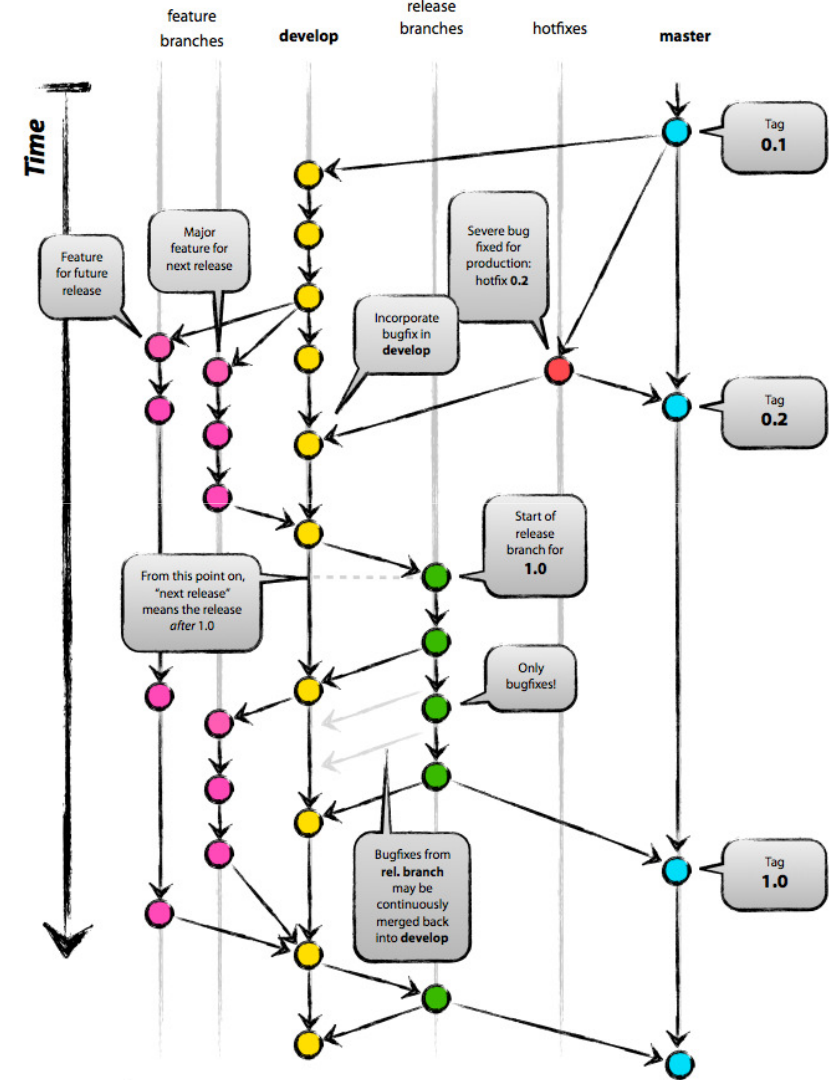 feature
branches
develop
release
branches
hotfixes
master
Time
Tag
0.1
Major
feature for
next release
Feature
for future
release
Severe bug
fixed for
production:
hotfix 0.2
Incorporate
bugfix in
develop
Tag
0.2
Start of
release
branch for
1.0
From this point on,
“next release”
means the release
after 1.0
Only
bugfixes!
Bugfixes from
rel. branch
may be
continuously
merged back
into develop
Tag
1.0